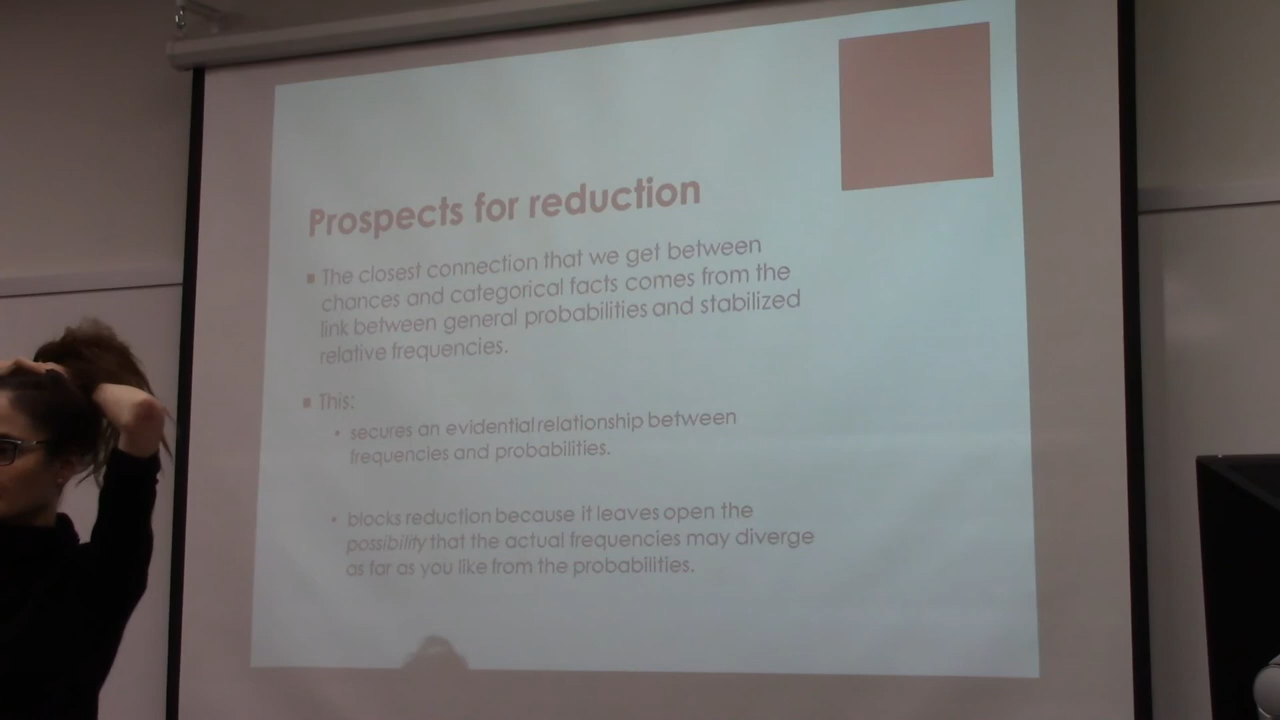 Prospects for reduction
The closest connection that we get between
chances and categorical facts comes from the
link between general probabilities and stabilized
relative frequencies.
This:
secures an evidential relationship between
frequencies and probabilities.
blocks reduction because it leaves open the
possibility that the actual frequencies may diverge
as far as you like from the probabilities.